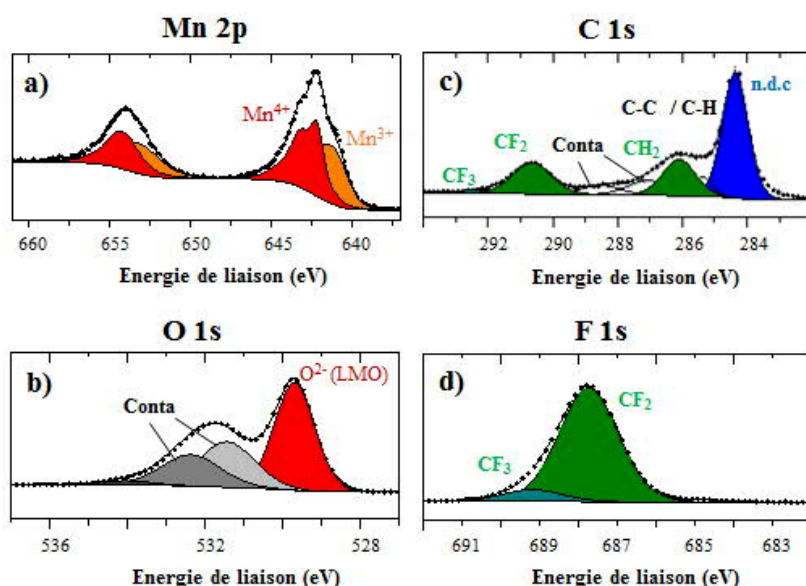 Mn 2p
a)
Mn⁴⁺
Mn³⁺
660 655 650 645 640
Energie de liaison (eV)
C 1s
c)
n.d.c
C-C / C-H
CF₂
Conta
CH₂
CF₃
292 290 288 286 284
Energie de liaison (eV)
O 1s
b)
O²⁻ (LMO)
Conta
536 532 528
Energie de liaison (eV)
F 1s
d)
CF₂
CF₃
691 689 687 685 683
Energie de liaison (eV)